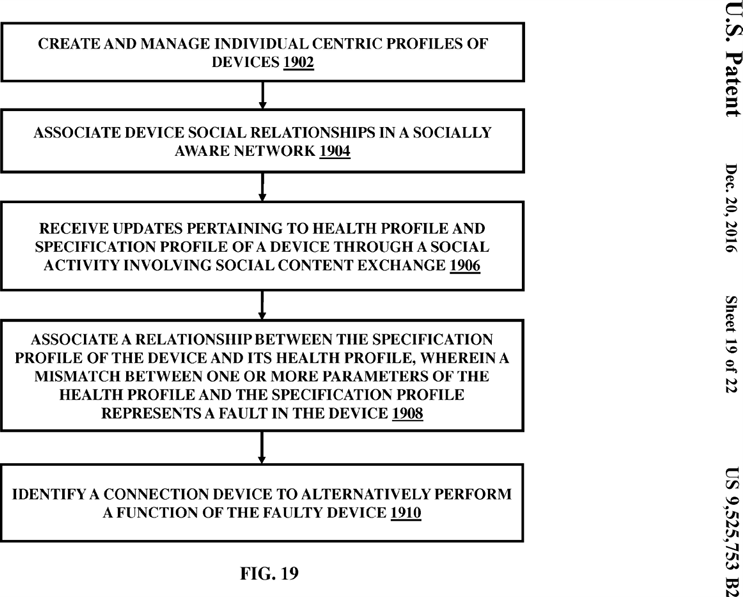 CREATE AND MANAGE INDIVIDUAL CENTRIC PROFILES OF
DEVICES 1902
ASSOCIATE DEVICE SOCIAL RELATIONSHIPS IN A SOCIALLY
AWARE NETWORK 1904
RECEIVE UPDATES PERTAINING TO HEALTH PROFILE AND
SPECIFICATION PROFILE OF A DEVICE THROUGH A SOCIAL
ACTIVITY INVOLVING SOCIAL CONTENT EXCHANGE 1906
ASSOCIATE A RELATIONSHIP BETWEEN THE SPECIFICATION
PROFILE OF THE DEVICE AND ITS HEALTH PROFILE, WHEREIN A
MISMATCH BETWEEN ONE OR MORE PARAMETERS OF THE
HEALTH PROFILE AND THE SPECIFICATION PROFILE
REPRESENTS A FAULT IN THE DEVICE 1908
IDENTIFY A CONNECTION DEVICE TO ALTERNATIVELY PERFORM
A FUNCTION OF THE FAULTY DEVICE 1910
FIG. 19
U.S. Patent Dec. 20, 2016 Sheet 19 of 22 US 9,525,753 B2